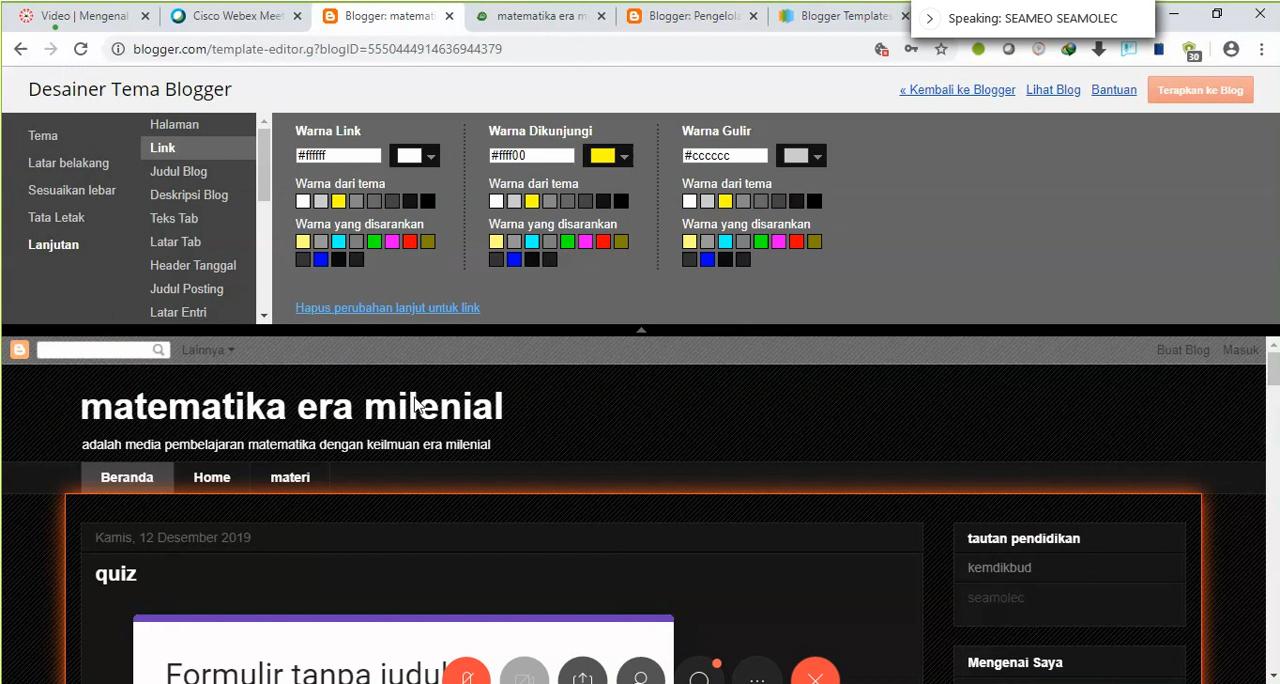 Video | Mengenal
Cisco Webex Meet
Blogger: matemati
matematika era m
Blogger: Pengelola
Blogger Templates
Speaking: SEAMEO SEAMOLEC
blogger.com/template-editor.g?blogID=5550444914636944379
30
Desainer Tema Blogger
« Kembali ke Blogger
Lihat Blog
Bantuan
Terapkan ke Blog
Tema
Latar belakang
Sesuaikan lebar
Tata Letak
Lanjutan
Halaman
Link
Judul Blog
Deskripsi Blog
Teks Tab
Latar Tab
Header Tanggal
Judul Posting
Latar Entri
Warna Link
#ffffff
Warna dari tema
Warna yang disarankan
Warna Dikunjungi
#ffff00
Warna dari tema
Warna yang disarankan
Warna Gulir
#cccccc
Warna dari tema
Warna yang disarankan
Hapus perubahan lanjut untuk link
Lainnya
Buat Blog
Masuk
matematika era milenial
adalah media pembelajaran matematika dengan keilmuan era milenial
Beranda
Home
materi
Kamis, 12 Desember 2019
quiz
Formulir tanpa judul
tautan pendidikan
kemdikbud
seamolec
Mengenai Saya